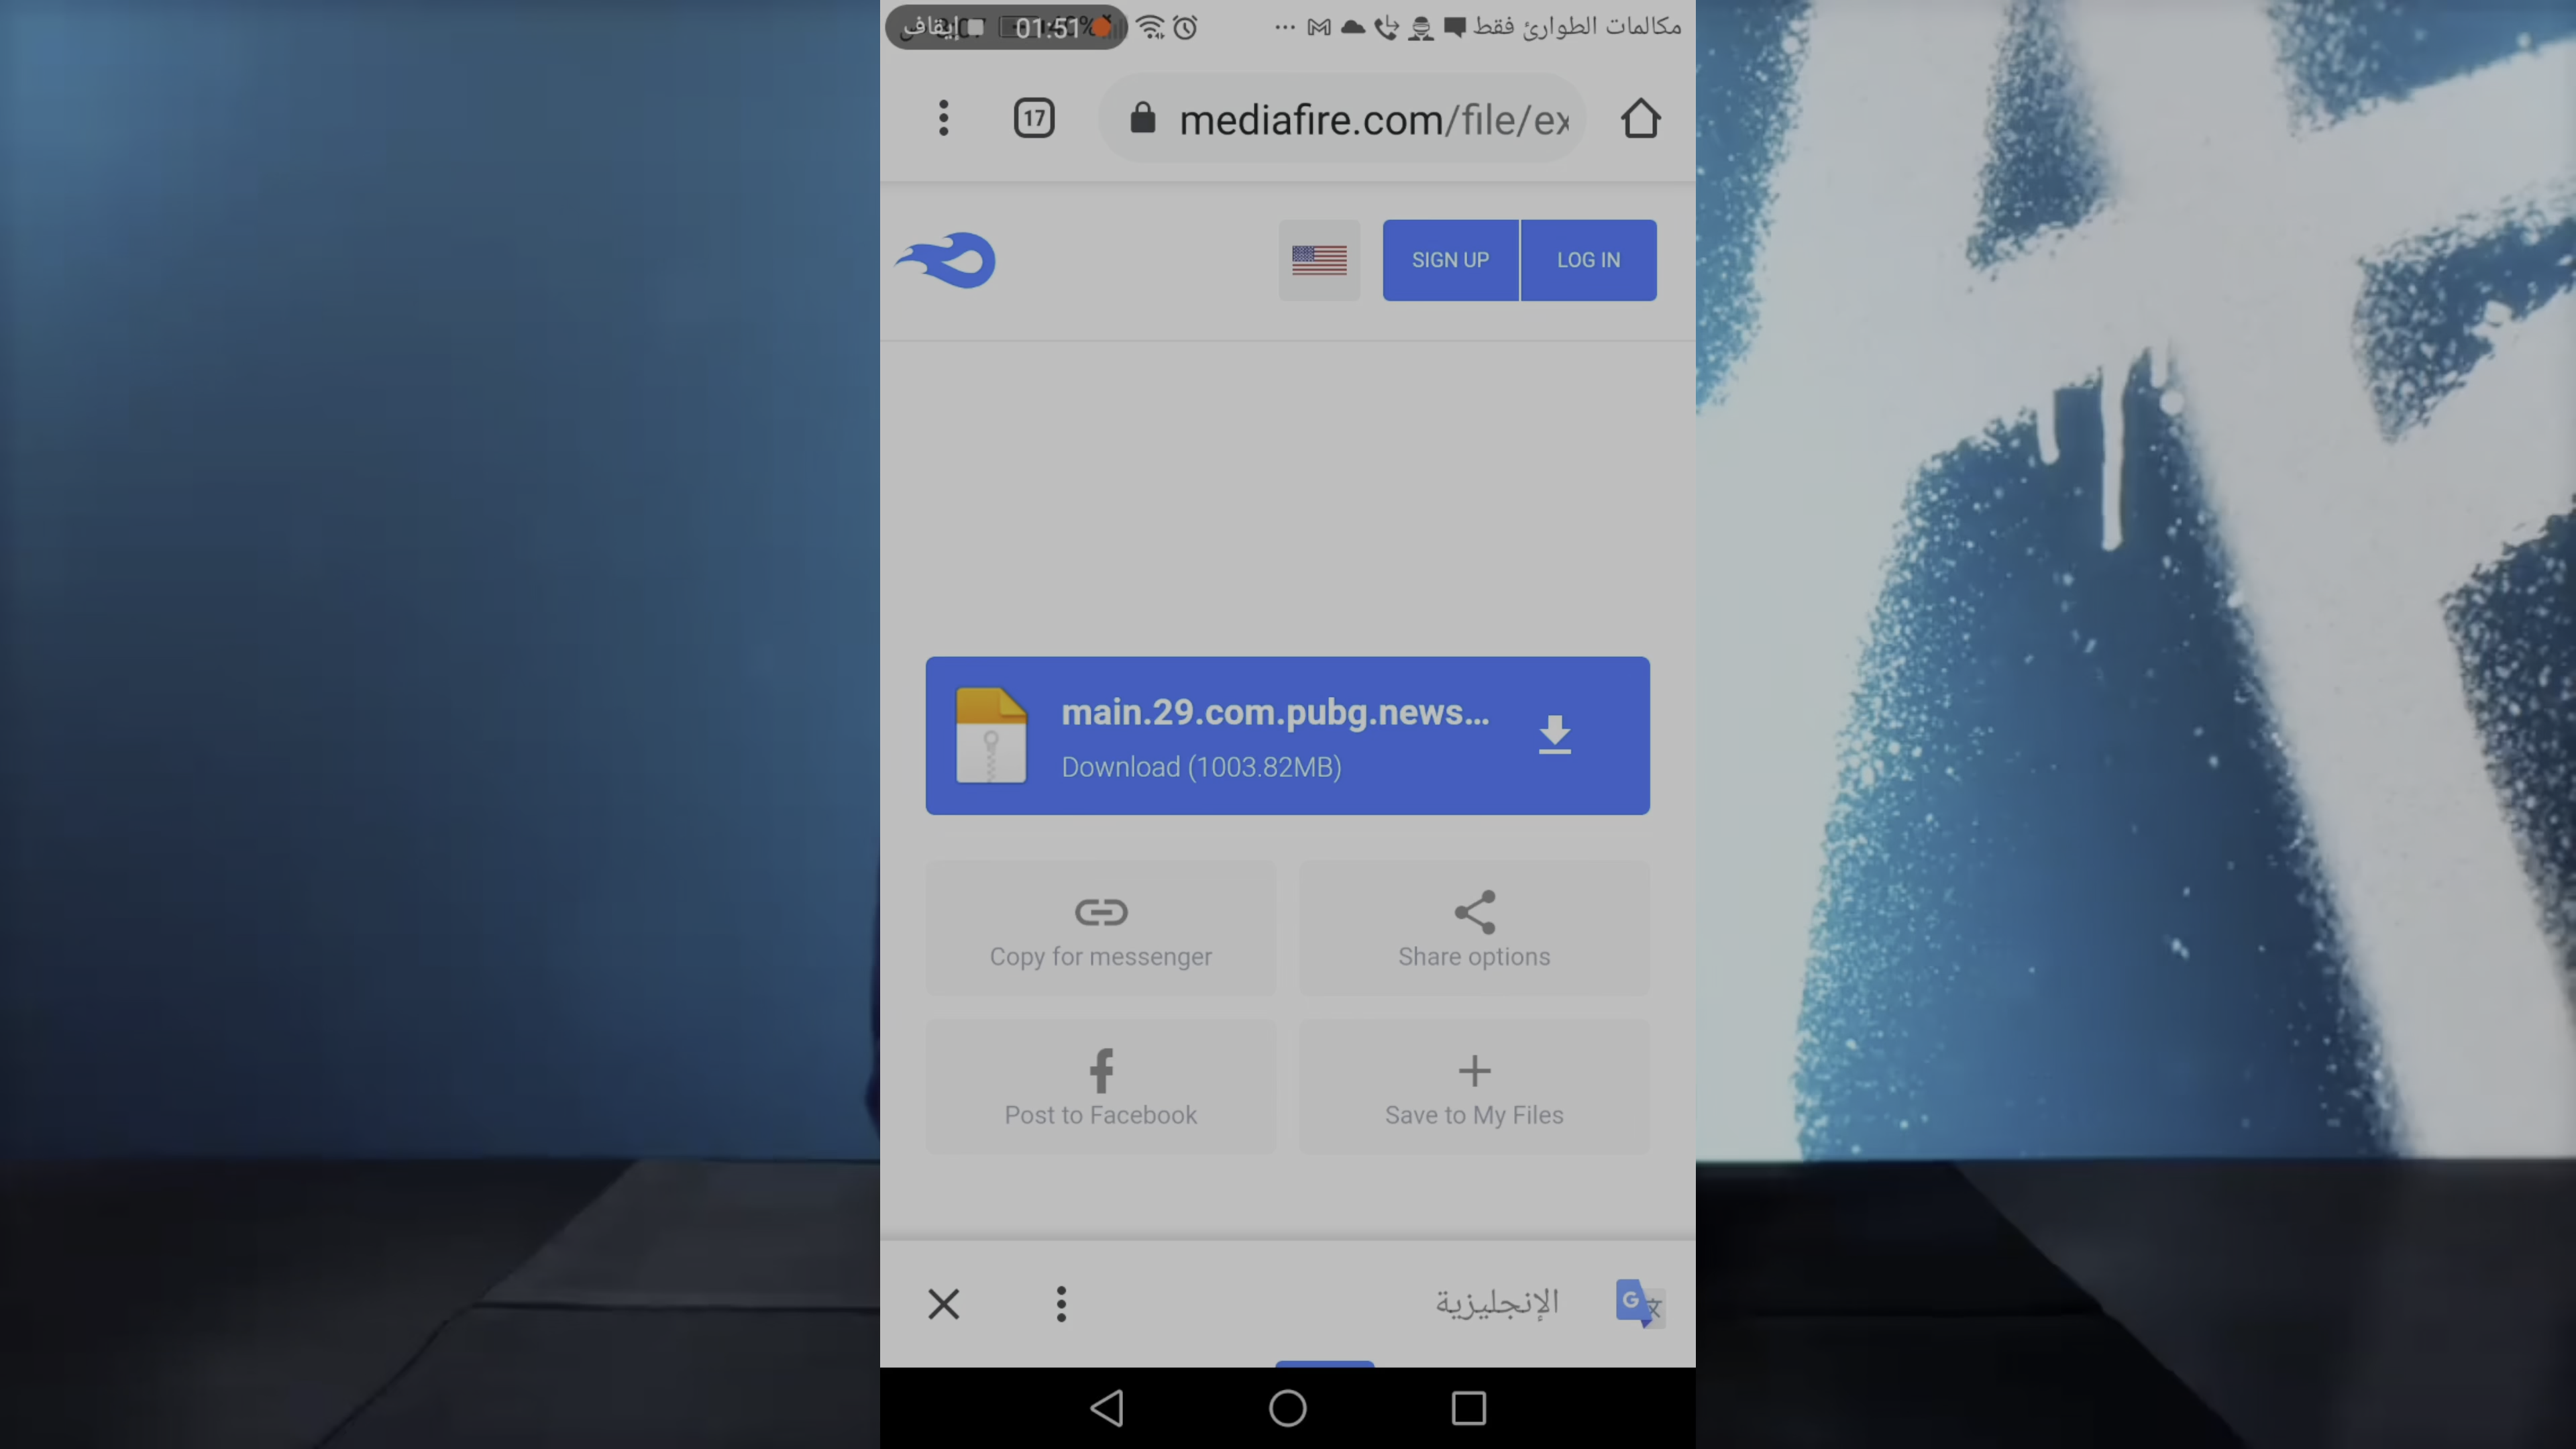 إيقاف 01:51
مكالمات الطوارئ فقط
17
mediafire.com/file/ex
SIGN UP
LOG IN
main.29.com.pubg.news...
Download (1003.82MB)
Copy for messenger
Share options
Post to Facebook
Save to My Files
الإنجليزية